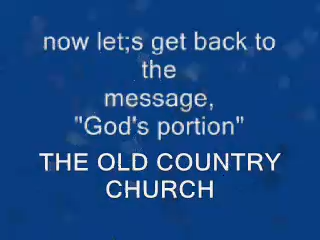 now let;s get back to
the
message,
"God's portion"
THE OLD COUNTRY
CHURCH